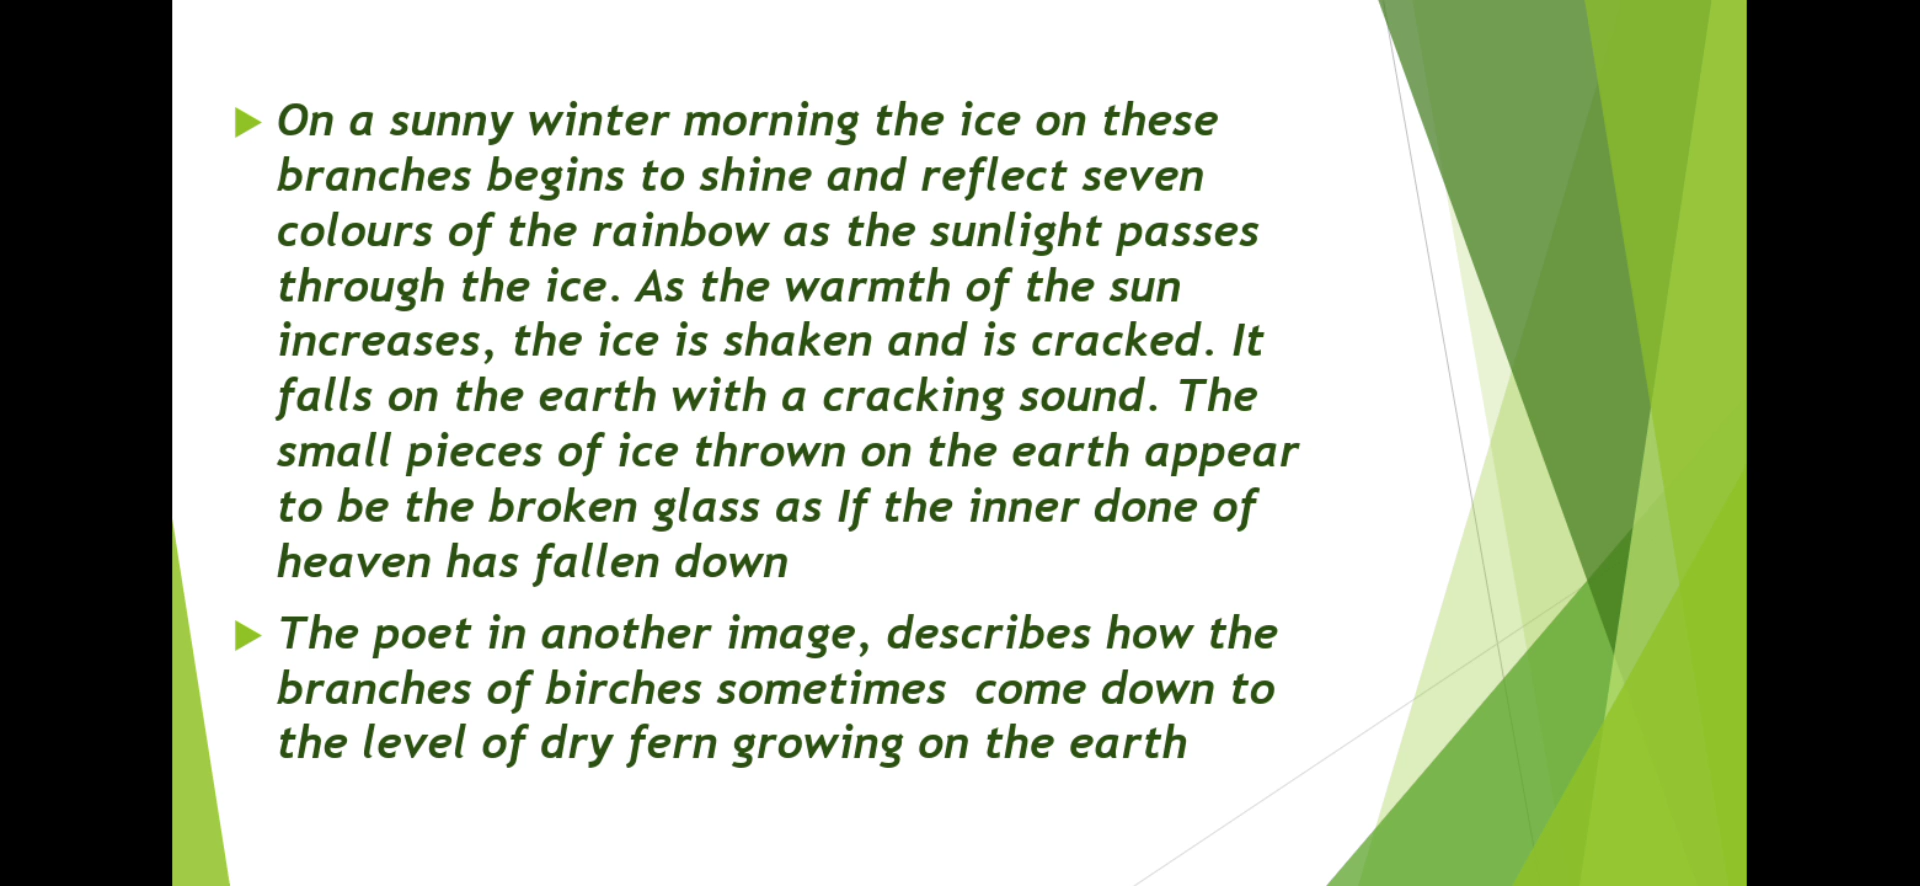 On a sunny winter morning the ice on these
branches begins to shine and reflect seven
colours of the rainbow as the sunlight passes
through the ice. As the warmth of the sun
increases, the ice is shaken and is cracked. It
falls on the earth with a cracking sound. The
small pieces of ice thrown on the earth appear
to be the broken glass as If the inner done of
heaven has fallen down
The poet in another image, describes how the
branches of birches sometimes  come down to
the level of dry fern growing on the earth